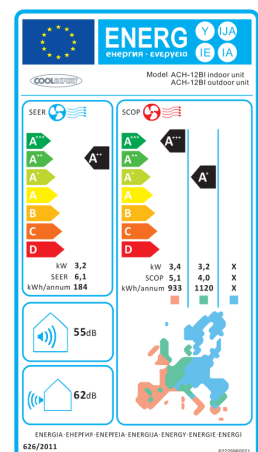 ENERG Y IJA
енергия · ενεργεια IE IA
COOLEXPERT
Model ACH-12BI indoor unit
ACH-12BI outdoor unit
SEER
SCOP
A+++ A+++ A+++
A++ A++ A++
A+ A+ A+
A A
B B
C C
D D
kW 3,2
SEER 6,1
kWh/annum 184
kW 3,4 3,2 X
SCOP 5,1 4,0 X
kWh/annum 933 1120 X
55dB
62dB
ENERGIA·ЕНЕРГИЯ·ΕΝΕΡΓΕΙΑ·ENERGIJA·ENERGY·ENERGIE·ENERGI
626/2011